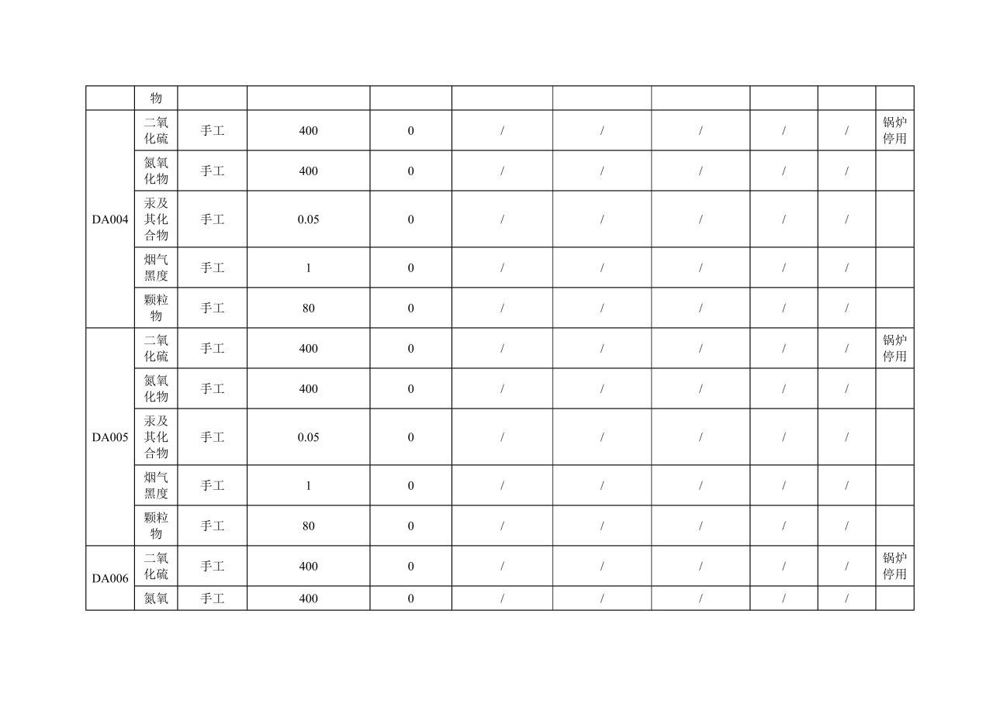 物
DA004 二氧化硫 手工 400 0 / / / / / 锅炉停用
氮氧化物 手工 400 0 / / / / /
汞及其化合物 手工 0.05 0 / / / / /
烟气黑度 手工 1 0 / / / / /
颗粒物 手工 80 0 / / / / /
DA005 二氧化硫 手工 400 0 / / / / / 锅炉停用
氮氧化物 手工 400 0 / / / / /
汞及其化合物 手工 0.05 0 / / / / /
烟气黑度 手工 1 0 / / / / /
颗粒物 手工 80 0 / / / / /
DA006 二氧化硫 手工 400 0 / / / / / 锅炉停用
氮氧 手工 400 0 / / / / /